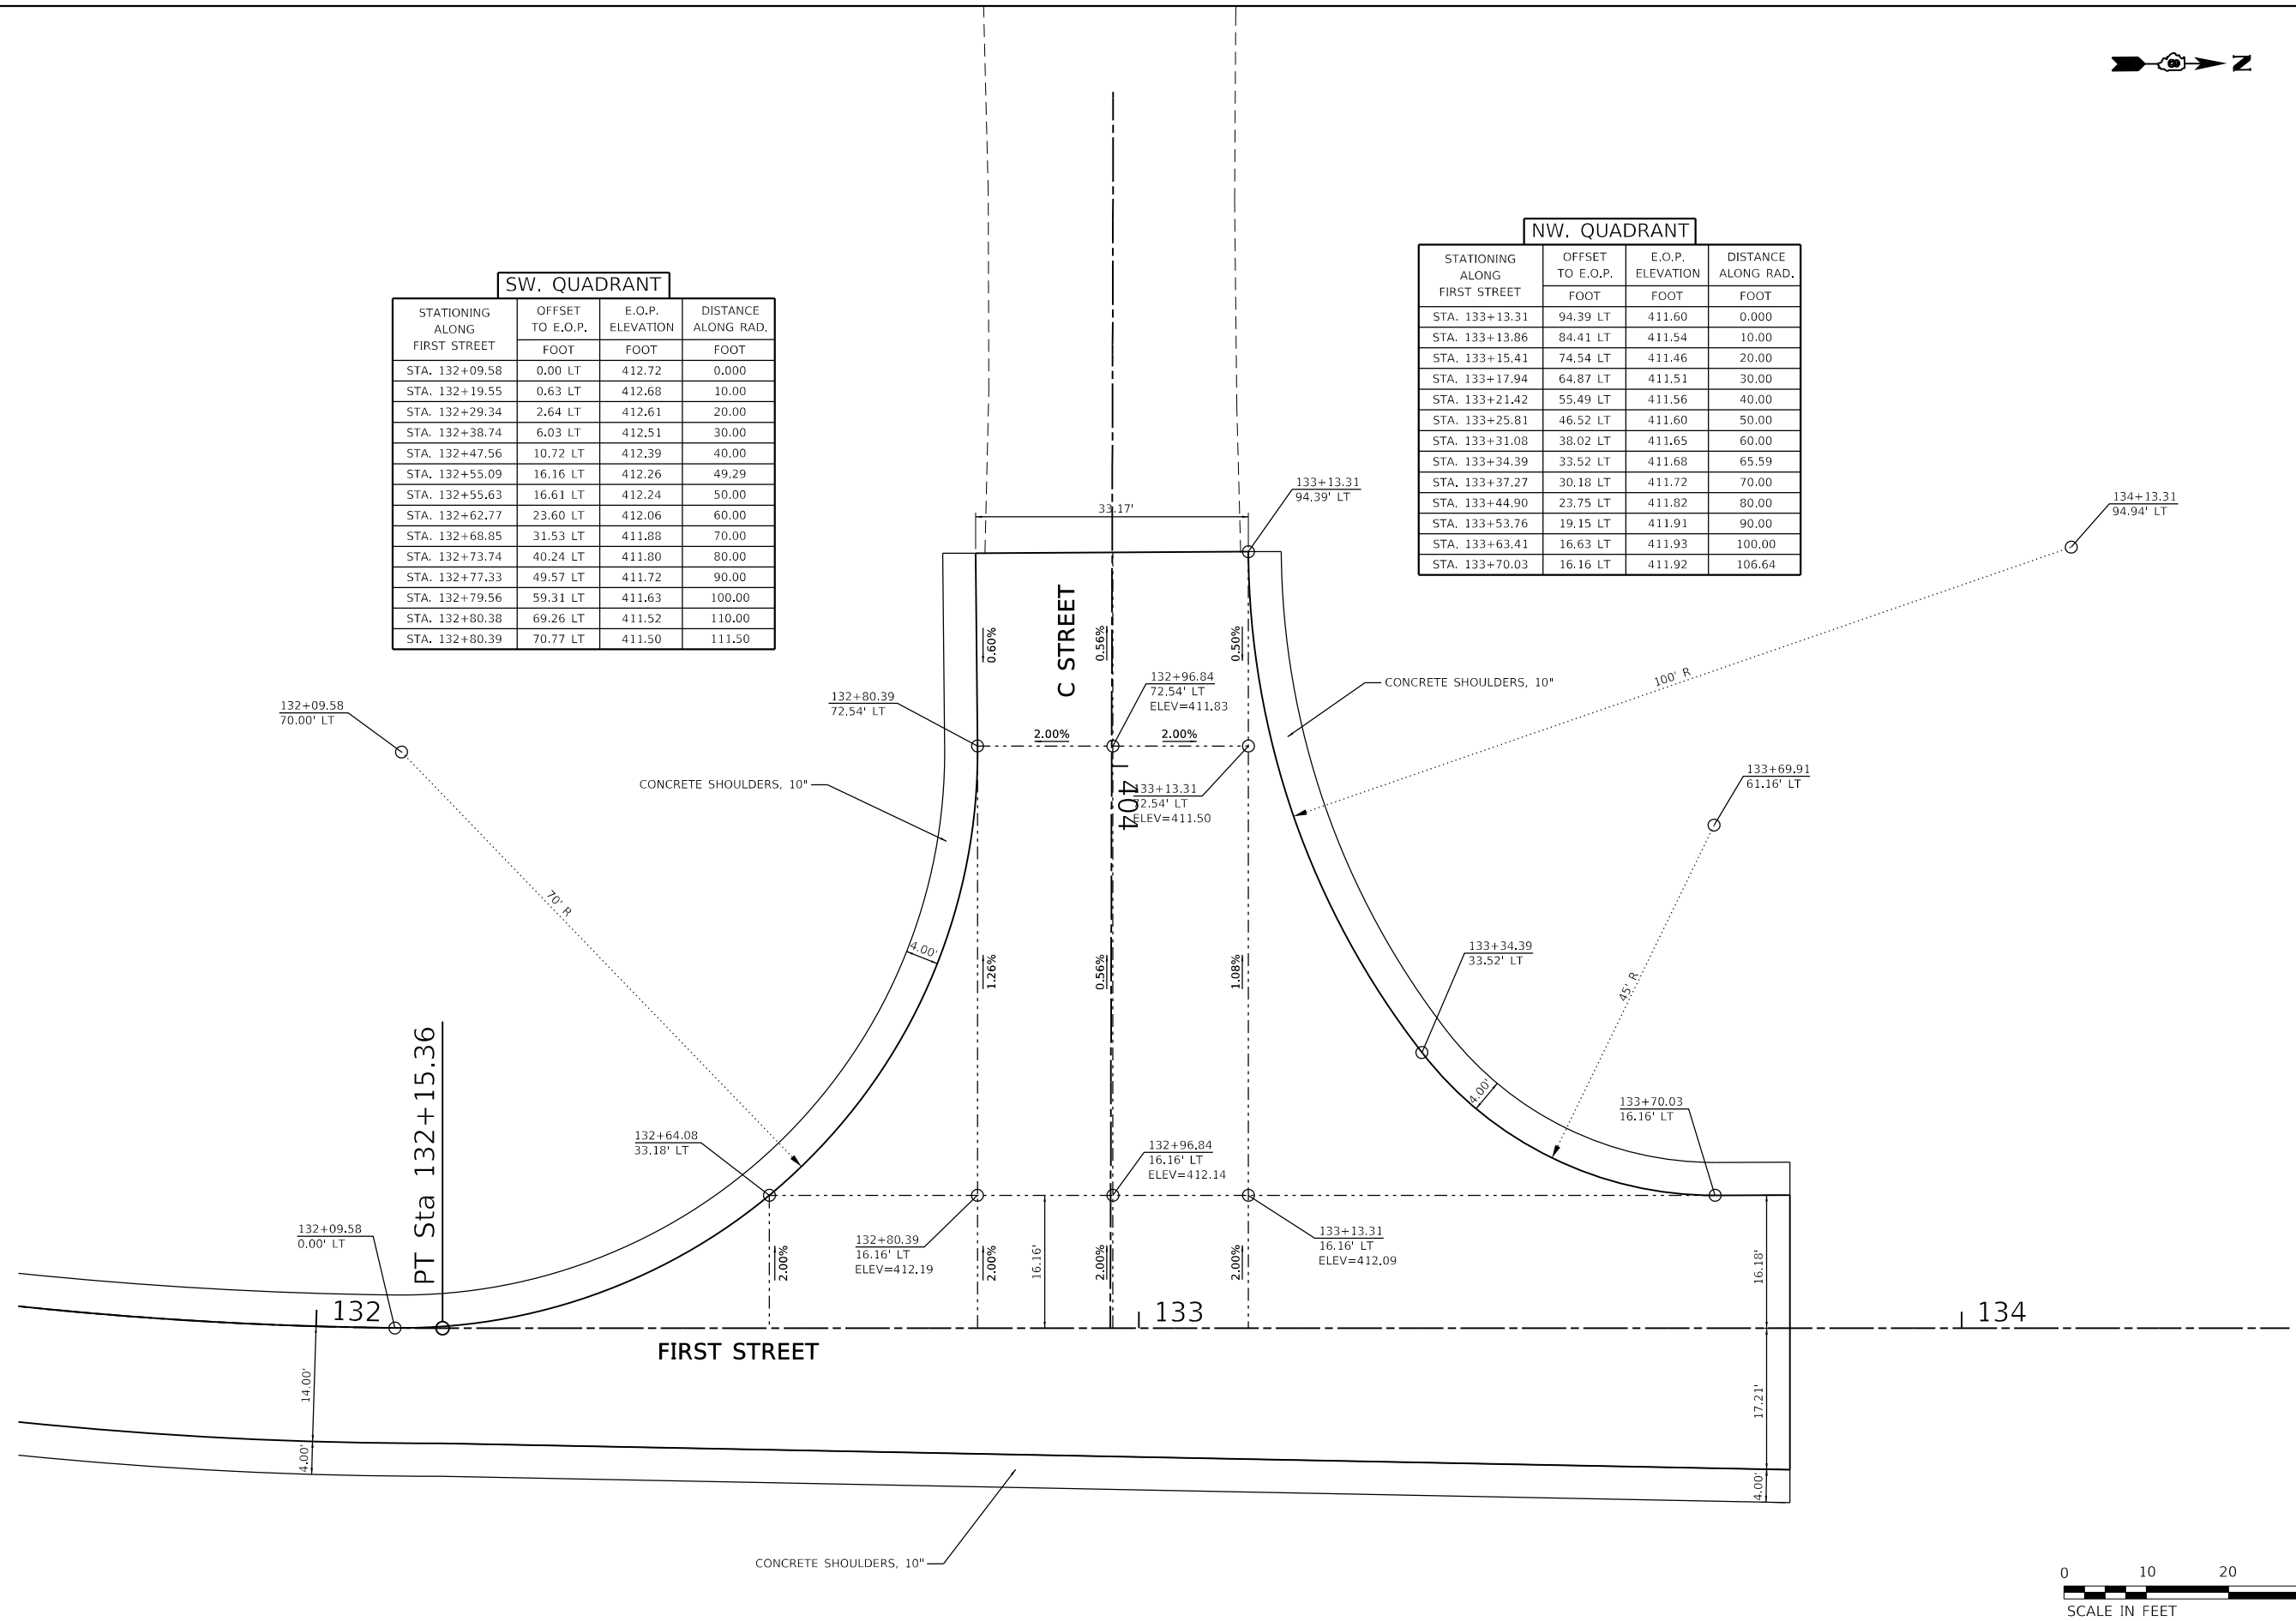 N
SW. QUADRANT
STATIONING ALONG FIRST STREET | OFFSET TO E.O.P. | E.O.P. ELEVATION | DISTANCE ALONG RAD.
FOOT | FOOT | FOOT
STA. 132+09.58 | 0.00 LT | 412.72 | 0.000
STA. 132+19.55 | 0.63 LT | 412.68 | 10.00
STA. 132+29.34 | 2.64 LT | 412.61 | 20.00
STA. 132+38.74 | 6.03 LT | 412.51 | 30.00
STA. 132+47.56 | 10.72 LT | 412.39 | 40.00
STA. 132+55.09 | 16.16 LT | 412.26 | 49.29
STA. 132+55.63 | 16.61 LT | 412.24 | 50.00
STA. 132+62.77 | 23.60 LT | 412.06 | 60.00
STA. 132+68.85 | 31.53 LT | 411.88 | 70.00
STA. 132+73.74 | 40.24 LT | 411.80 | 80.00
STA. 132+77.33 | 49.57 LT | 411.72 | 90.00
STA. 132+79.56 | 59.31 LT | 411.63 | 100.00
STA. 132+80.38 | 69.26 LT | 411.52 | 110.00
STA. 132+80.39 | 70.77 LT | 411.50 | 111.50
NW. QUADRANT
STATIONING ALONG FIRST STREET | OFFSET TO E.O.P. | E.O.P. ELEVATION | DISTANCE ALONG RAD.
FOOT | FOOT | FOOT
STA. 133+13.31 | 94.39 LT | 411.60 | 0.000
STA. 133+13.86 | 84.41 LT | 411.54 | 10.00
STA. 133+15.41 | 74.54 LT | 411.46 | 20.00
STA. 133+17.94 | 64.87 LT | 411.51 | 30.00
STA. 133+21.42 | 55.49 LT | 411.56 | 40.00
STA. 133+25.81 | 46.52 LT | 411.60 | 50.00
STA. 133+31.08 | 38.02 LT | 411.65 | 60.00
STA. 133+34.39 | 33.52 LT | 411.68 | 65.59
STA. 133+37.27 | 30.18 LT | 411.72 | 70.00
STA. 133+44.90 | 23.75 LT | 411.82 | 80.00
STA. 133+53.76 | 19.15 LT | 411.91 | 90.00
STA. 133+63.41 | 16.63 LT | 411.93 | 100.00
STA. 133+70.03 | 16.16 LT | 411.92 | 106.64
133+13.31
94.39' LT
134+13.31
94.94' LT
33.17'
C STREET
0.60%
0.56%
0.50%
132+09.58
70.00' LT
132+80.39
72.54' LT
132+96.84
72.54' LT
ELEV=411.83
CONCRETE SHOULDERS, 10"
100' R
2.00%
2.00%
CONCRETE SHOULDERS, 10"
404
133+13.31
72.54' LT
ELEV=411.50
133+69.91
61.16' LT
70' R
4.00'
1.26%
0.56%
1.08%
133+34.39
33.52' LT
45' R
4.00'
PT Sta 132+15.36
132+64.08
33.18' LT
133+70.03
16.16' LT
132+96.84
16.16' LT
ELEV=412.14
132+09.58
0.00' LT
132+80.39
16.16' LT
ELEV=412.19
133+13.31
16.16' LT
ELEV=412.09
2.00%
2.00%
16.16'
2.00%
2.00%
16.18'
132
133
134
FIRST STREET
14.00'
4.00'
17.21'
4.00'
CONCRETE SHOULDERS, 10"
0 10 20
SCALE IN FEET